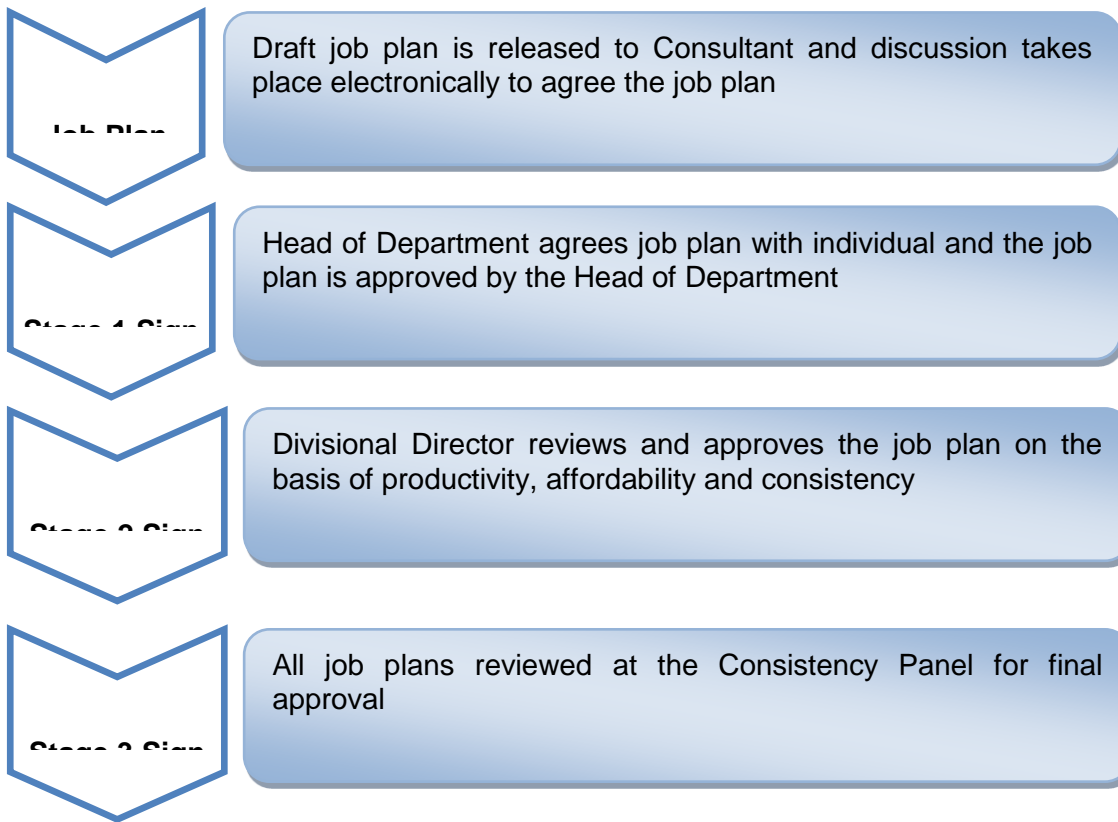 Draft job plan is released to Consultant and discussion takes
place electronically to agree the job plan
Job Plan
Head of Department agrees job plan with individual and the job
plan is approved by the Head of Department
Stage 1 Sign
Divisional Director reviews and approves the job plan on the
basis of productivity, affordability and consistency
Stage 2 Sign
All job plans reviewed at the Consistency Panel for final
approval
Stage 3 Sign